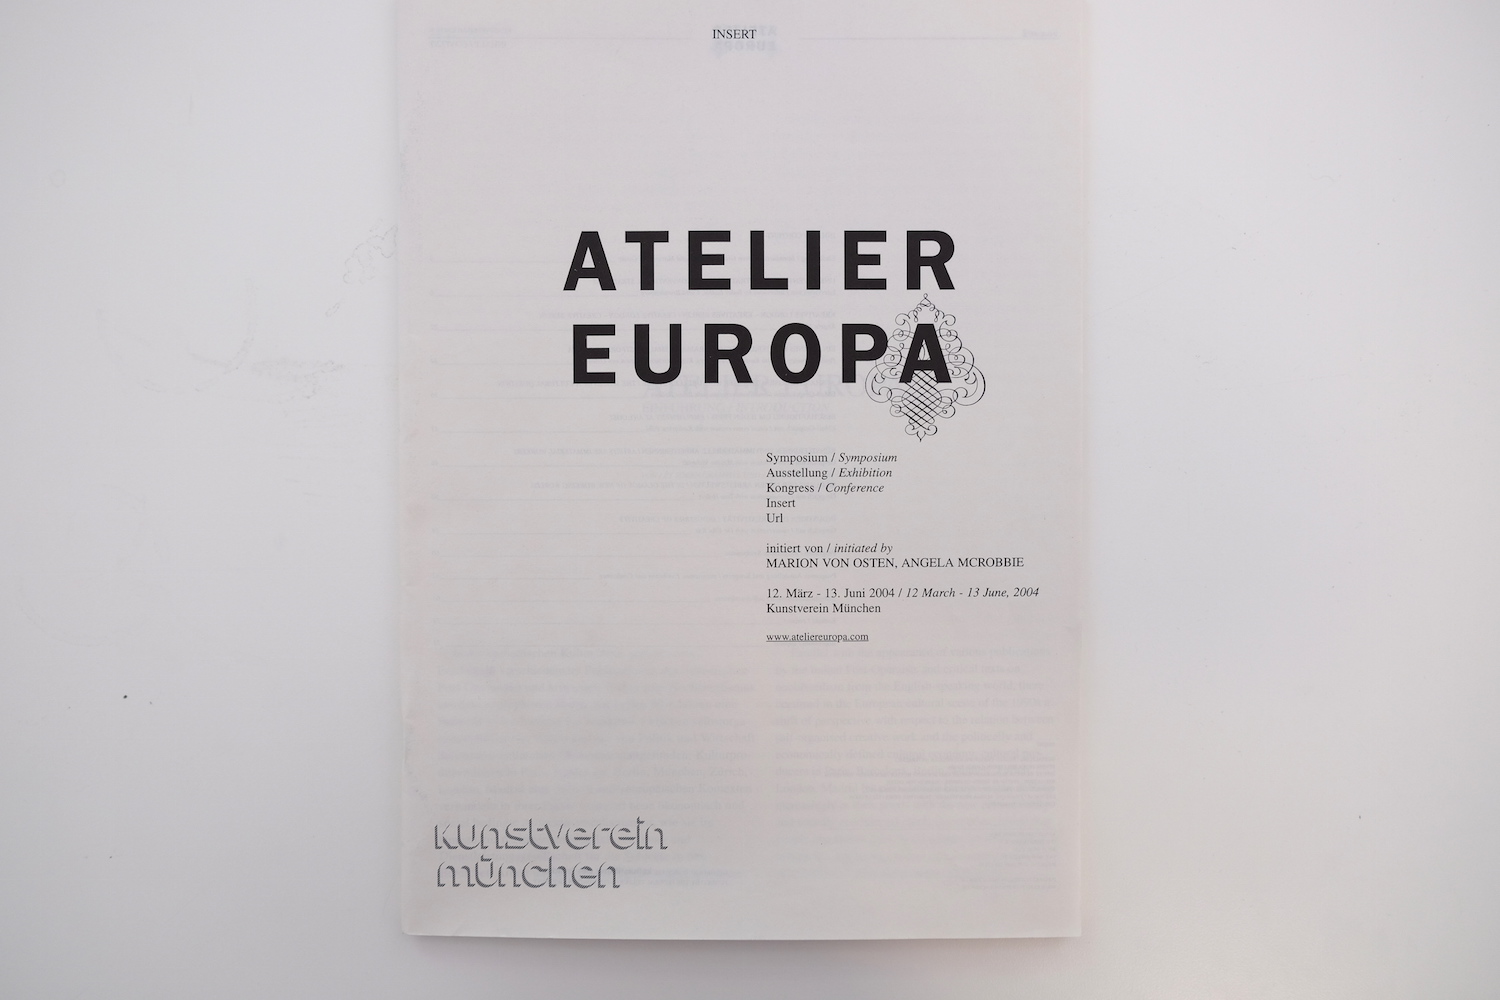 INSERT
ATELIER
EUROPA
Symposium / Symposium
Ausstellung / Exhibition
Kongress / Conference
Insert
Url
initiert von / initiated by
MARION VON OSTEN, ANGELA MCROBBIE
12. März - 13. Juni 2004 / 12 March - 13 June, 2004
Kunstverein München
www.ateliereuropa.com
kunstverein
münchen